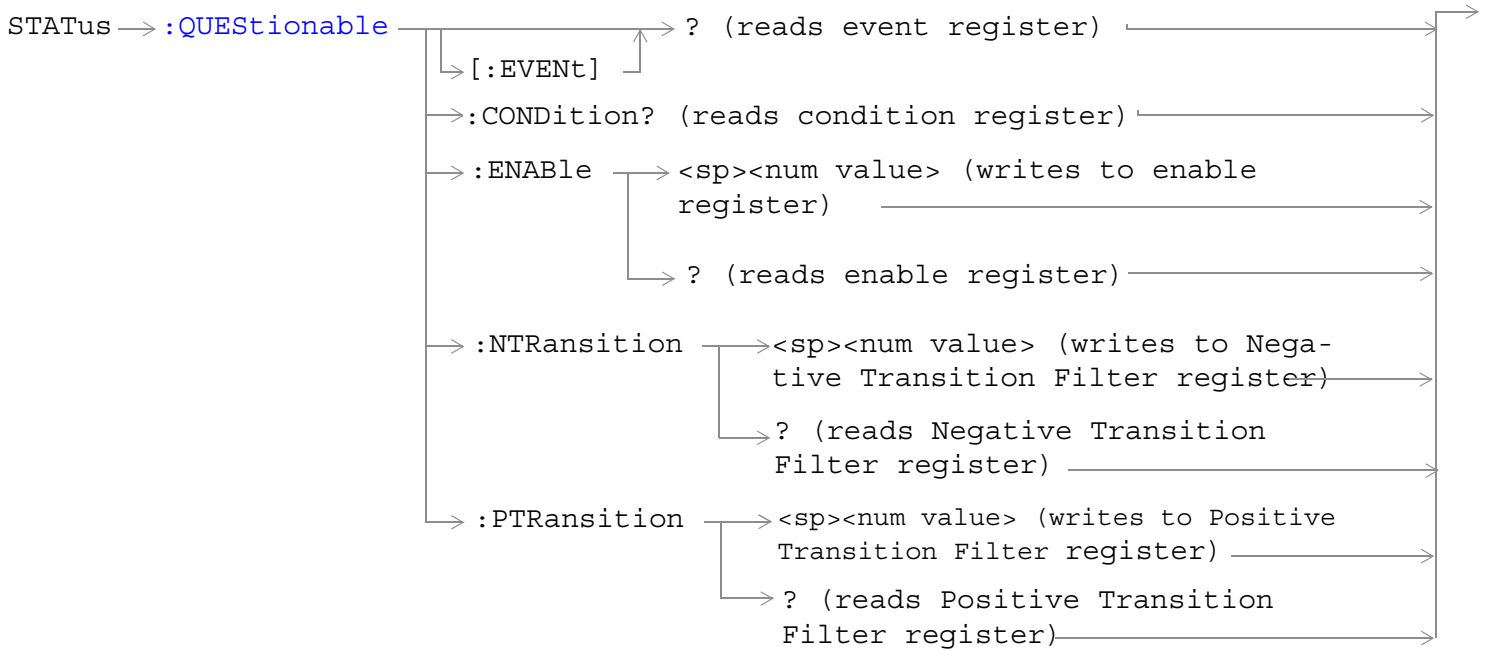 STATus :QUEStionable ? (reads event register)
[:EVENt]
:CONDition? (reads condition register)
:ENABle <sp><num value> (writes to enable
register)
? (reads enable register)
:NTRansition <sp><num value> (writes to Nega-
tive Transition Filter register)
? (reads Negative Transition
Filter register)
:PTRansition <sp><num value> (writes to Positive
Transition Filter register)
? (reads Positive Transition
Filter register)